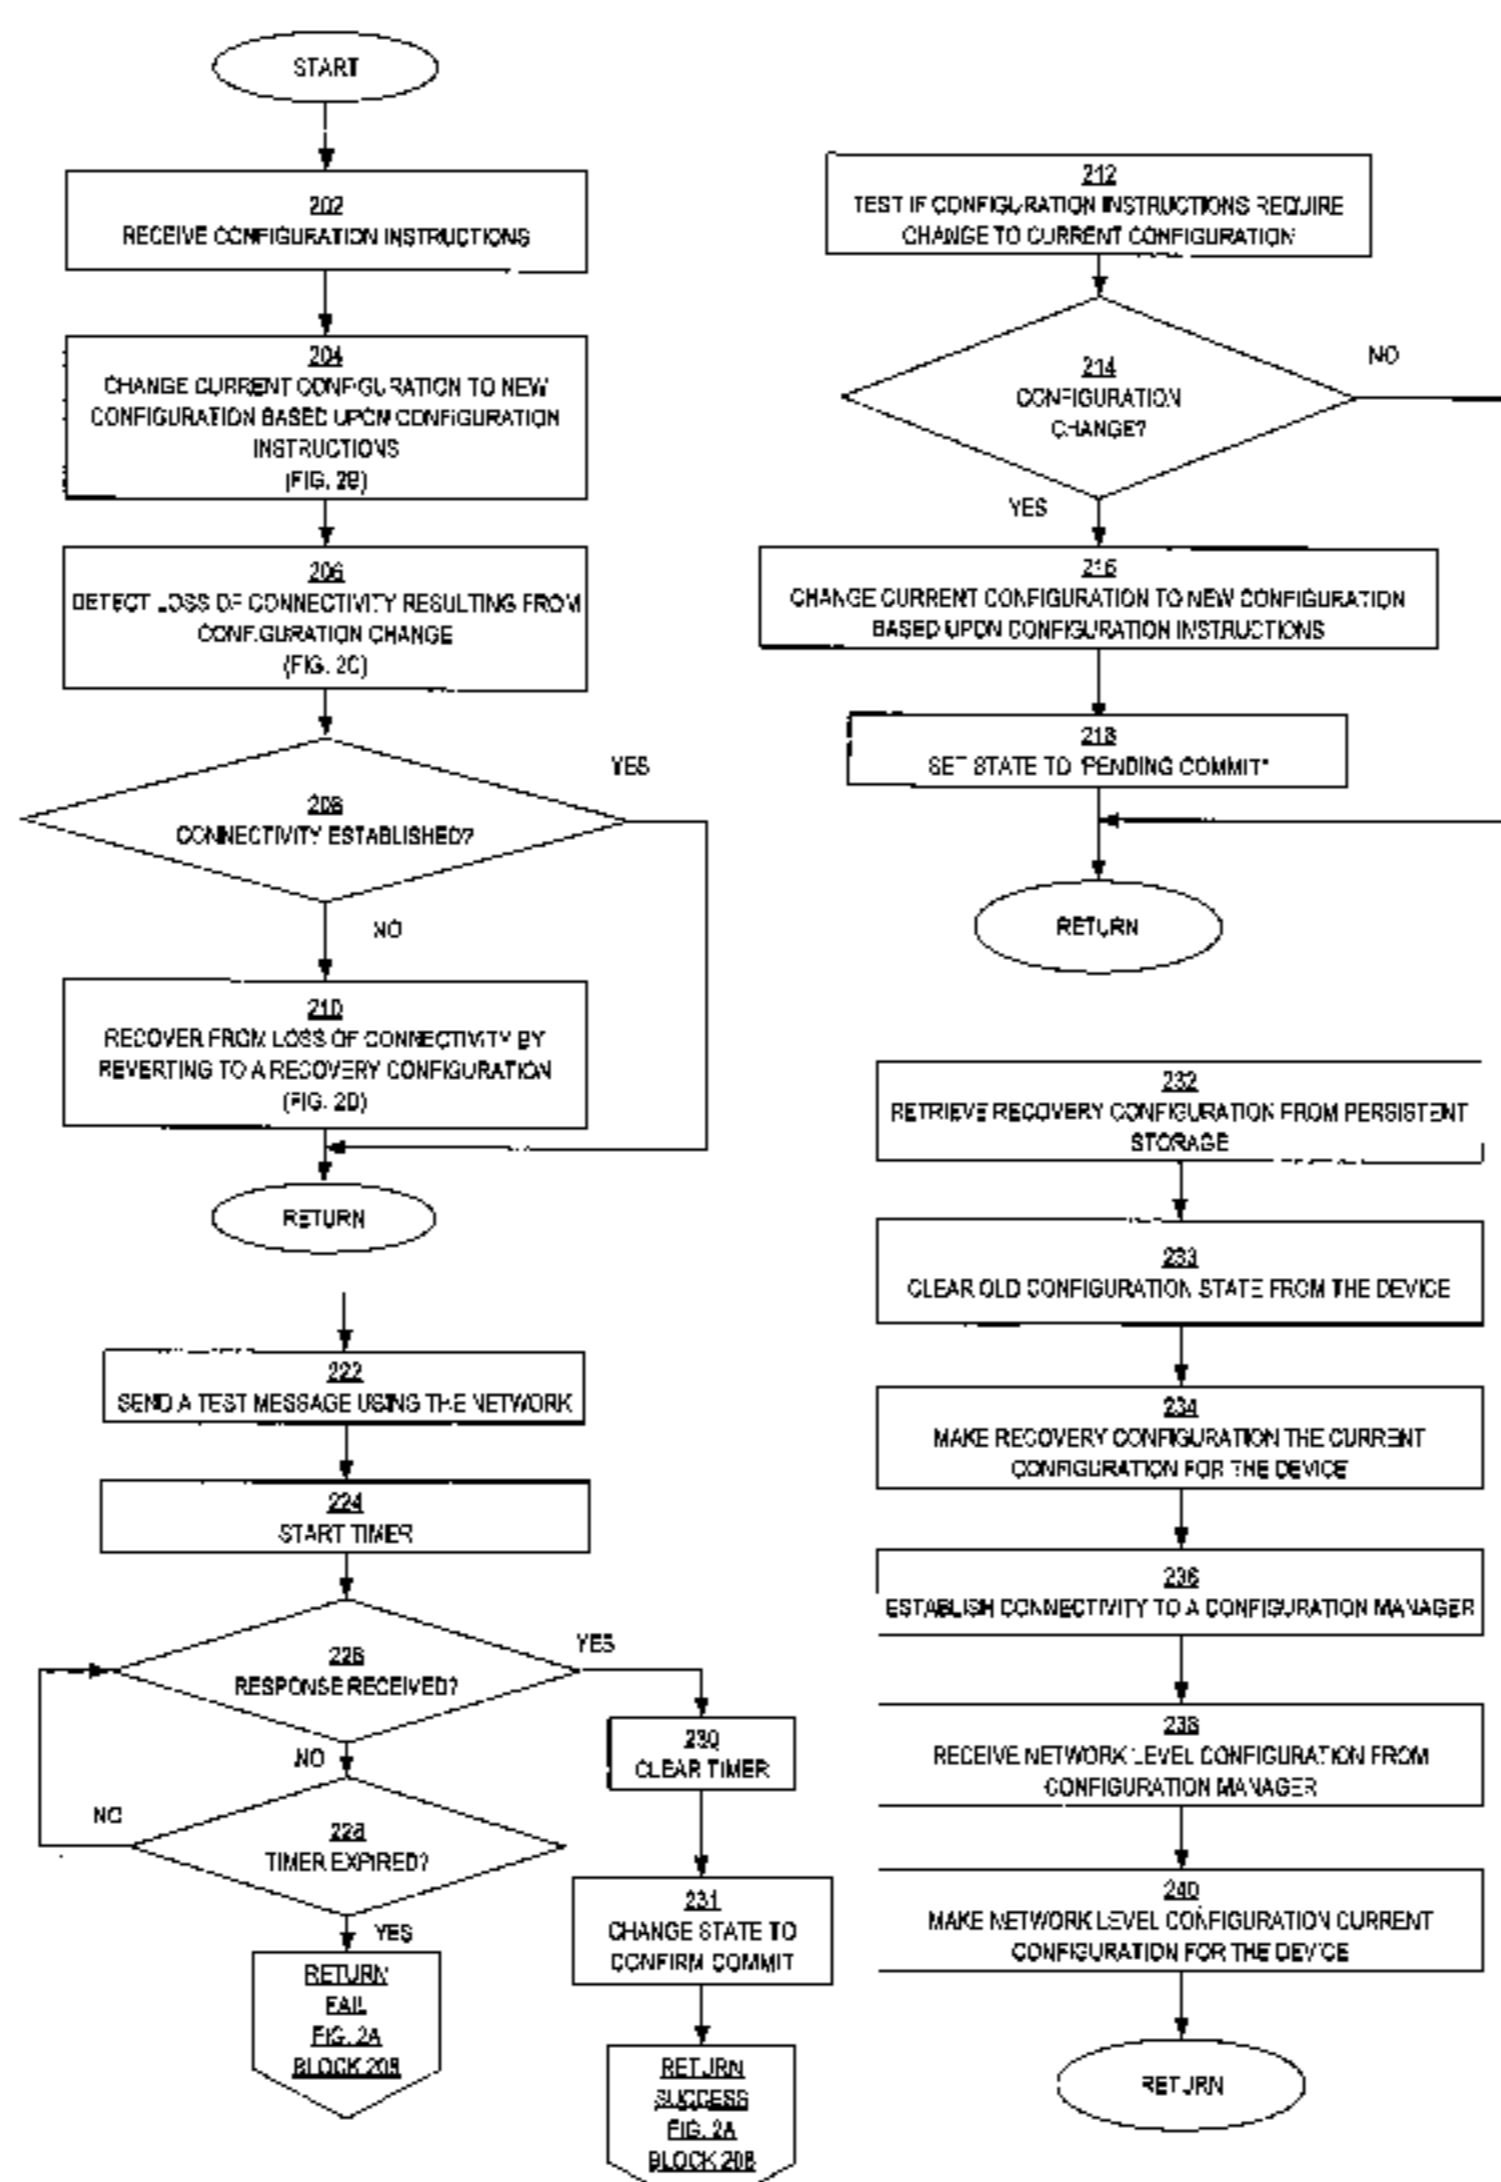 START
202
RECEIVE CONFIGURATION INSTRUCTIONS
204
CHANGE CURRENT CONFIGURATION TO NEW
CONFIGURATION BASED UPON CONFIGURATION
INSTRUCTIONS
(FIG. 2B)
206
DETECT LOSS OF CONNECTIVITY RESULTING FROM
CONFIGURATION CHANGE
(FIG. 2C)
208
CONNECTIVITY ESTABLISHED?
YES
NO
210
RECOVER FROM LOSS OF CONNECTIVITY BY
REVERTING TO A RECOVERY CONFIGURATION
(FIG. 2D)
RETURN
212
TEST IF CONFIGURATION INSTRUCTIONS REQUIRE
CHANGE TO CURRENT CONFIGURATION
214
CONFIGURATION
CHANGE?
NO
YES
216
CHANGE CURRENT CONFIGURATION TO NEW CONFIGURATION
BASED UPON CONFIGURATION INSTRUCTIONS
218
SET STATE TO "PENDING COMMIT"
RETURN
222
SEND A TEST MESSAGE USING THE NETWORK
224
START TIMER
226
RESPONSE RECEIVED?
YES
NO
228
TIMER EXPIRED?
NO
YES
RETURN
FAIL
FIG. 2A
BLOCK 208
230
CLEAR TIMER
231
CHANGE STATE TO
CONFIRM COMMIT
RETURN
SUCCESS
FIG. 2A
BLOCK 208
232
RETRIEVE RECOVERY CONFIGURATION FROM PERSISTENT
STORAGE
233
CLEAR OLD CONFIGURATION STATE FROM THE DEVICE
234
MAKE RECOVERY CONFIGURATION THE CURRENT
CONFIGURATION FOR THE DEVICE
236
ESTABLISH CONNECTIVITY TO A CONFIGURATION MANAGER
238
RECEIVE NETWORK LEVEL CONFIGURATION FROM
CONFIGURATION MANAGER
240
MAKE NETWORK LEVEL CONFIGURATION CURRENT
CONFIGURATION FOR THE DEVICE
RETURN